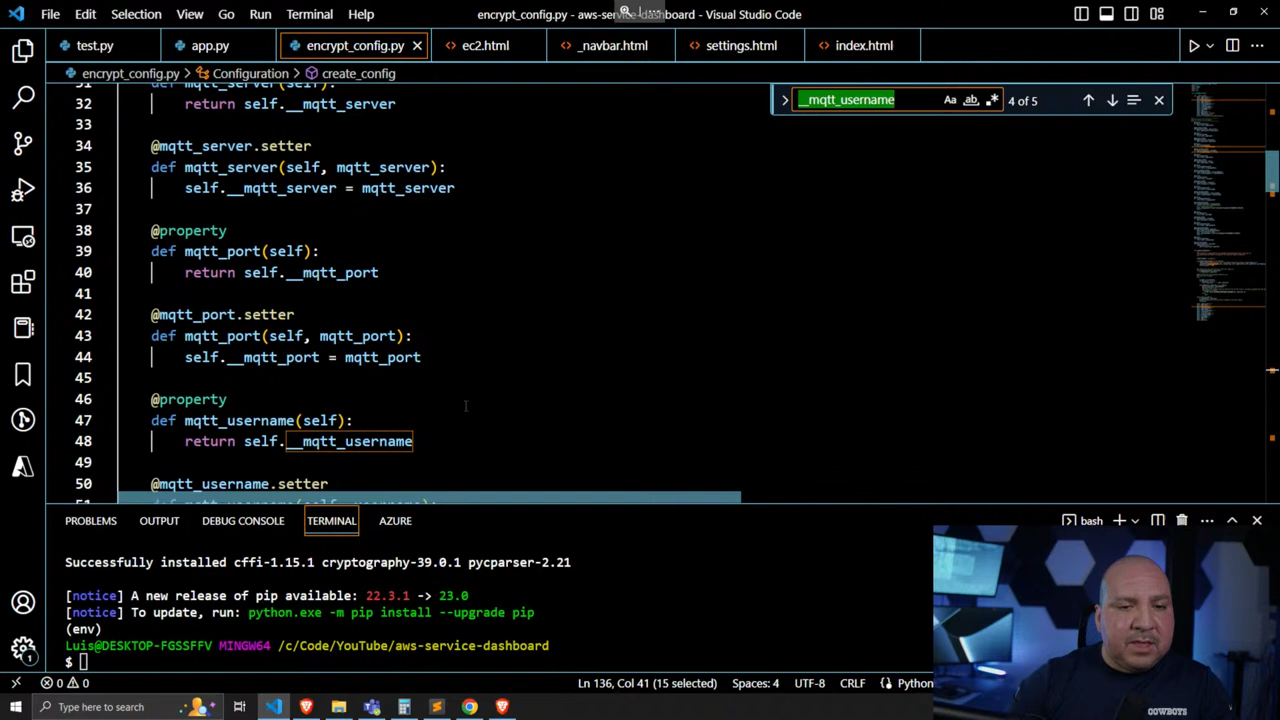 File Edit Selection View Go Run Terminal Help
encrypt_config.py - aws-service-dashboard - Visual Studio Code
test.py app.py encrypt_config.py ec2.html _navbar.html settings.html index.html
encrypt_config.py > Configuration > create_config
__mqtt_username Aa ab 4 of 5
31 def mqtt_server(self):
32 return self.__mqtt_server
33
34 @mqtt_server.setter
35 def mqtt_server(self, mqtt_server):
36 self.__mqtt_server = mqtt_server
37
38 @property
39 def mqtt_port(self):
40 return self.__mqtt_port
41
42 @mqtt_port.setter
43 def mqtt_port(self, mqtt_port):
44 self.__mqtt_port = mqtt_port
45
46 @property
47 def mqtt_username(self):
48 return self.__mqtt_username
49
50 @mqtt_username.setter
PROBLEMS OUTPUT DEBUG CONSOLE TERMINAL AZURE
bash
Successfully installed cffi-1.15.1 cryptography-39.0.1 pycparser-2.21
[notice] A new release of pip available: 22.3.1 -> 23.0
[notice] To update, run: python.exe -m pip install --upgrade pip
(env)
Luis@DESKTOP-FGSSFFV MINGW64 /c/Code/YouTube/aws-service-dashboard
$
0 0
Ln 136, Col 41 (15 selected) Spaces: 4 UTF-8 CRLF Python
Type here to search
COWBOYS